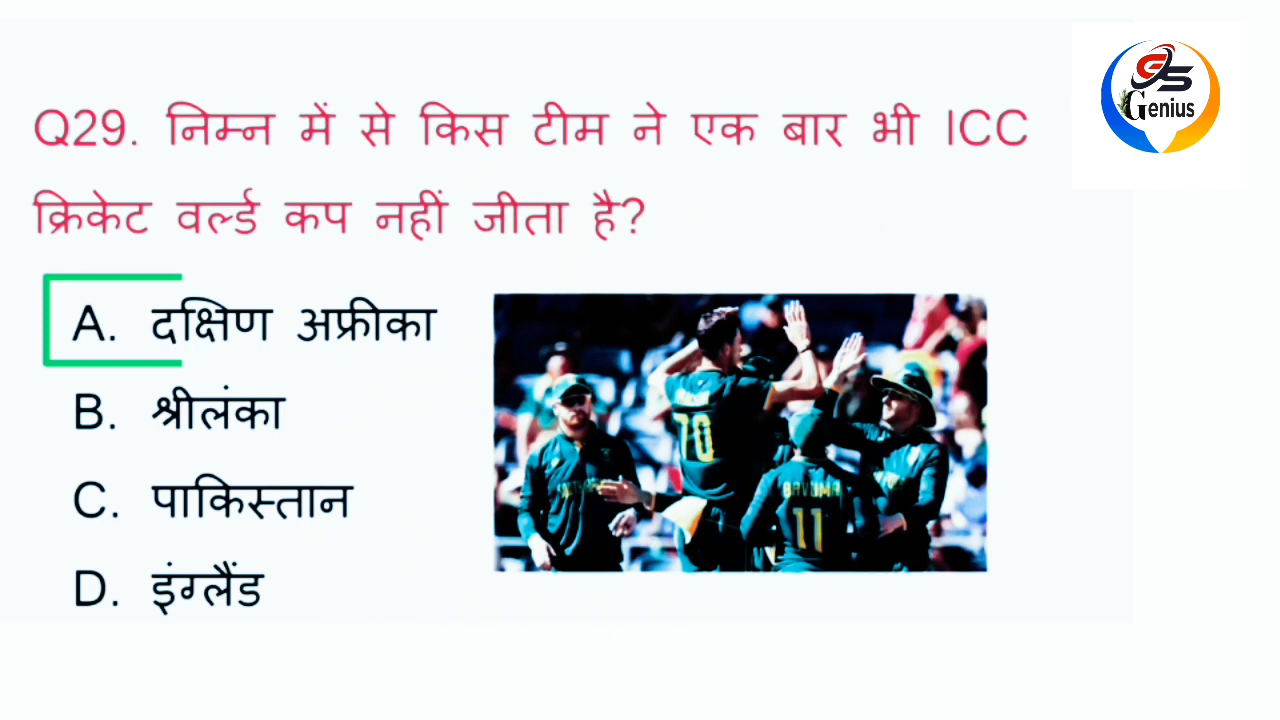 Q29. निम्न में से किस टीम ने एक बार भी ICC
क्रिकेट वर्ल्ड कप नहीं जीता है?
A. दक्षिण अफ्रीका
B. श्रीलंका
C. पाकिस्तान
D. इंग्लैंड
GS
Genius
70
BAVUMA
11